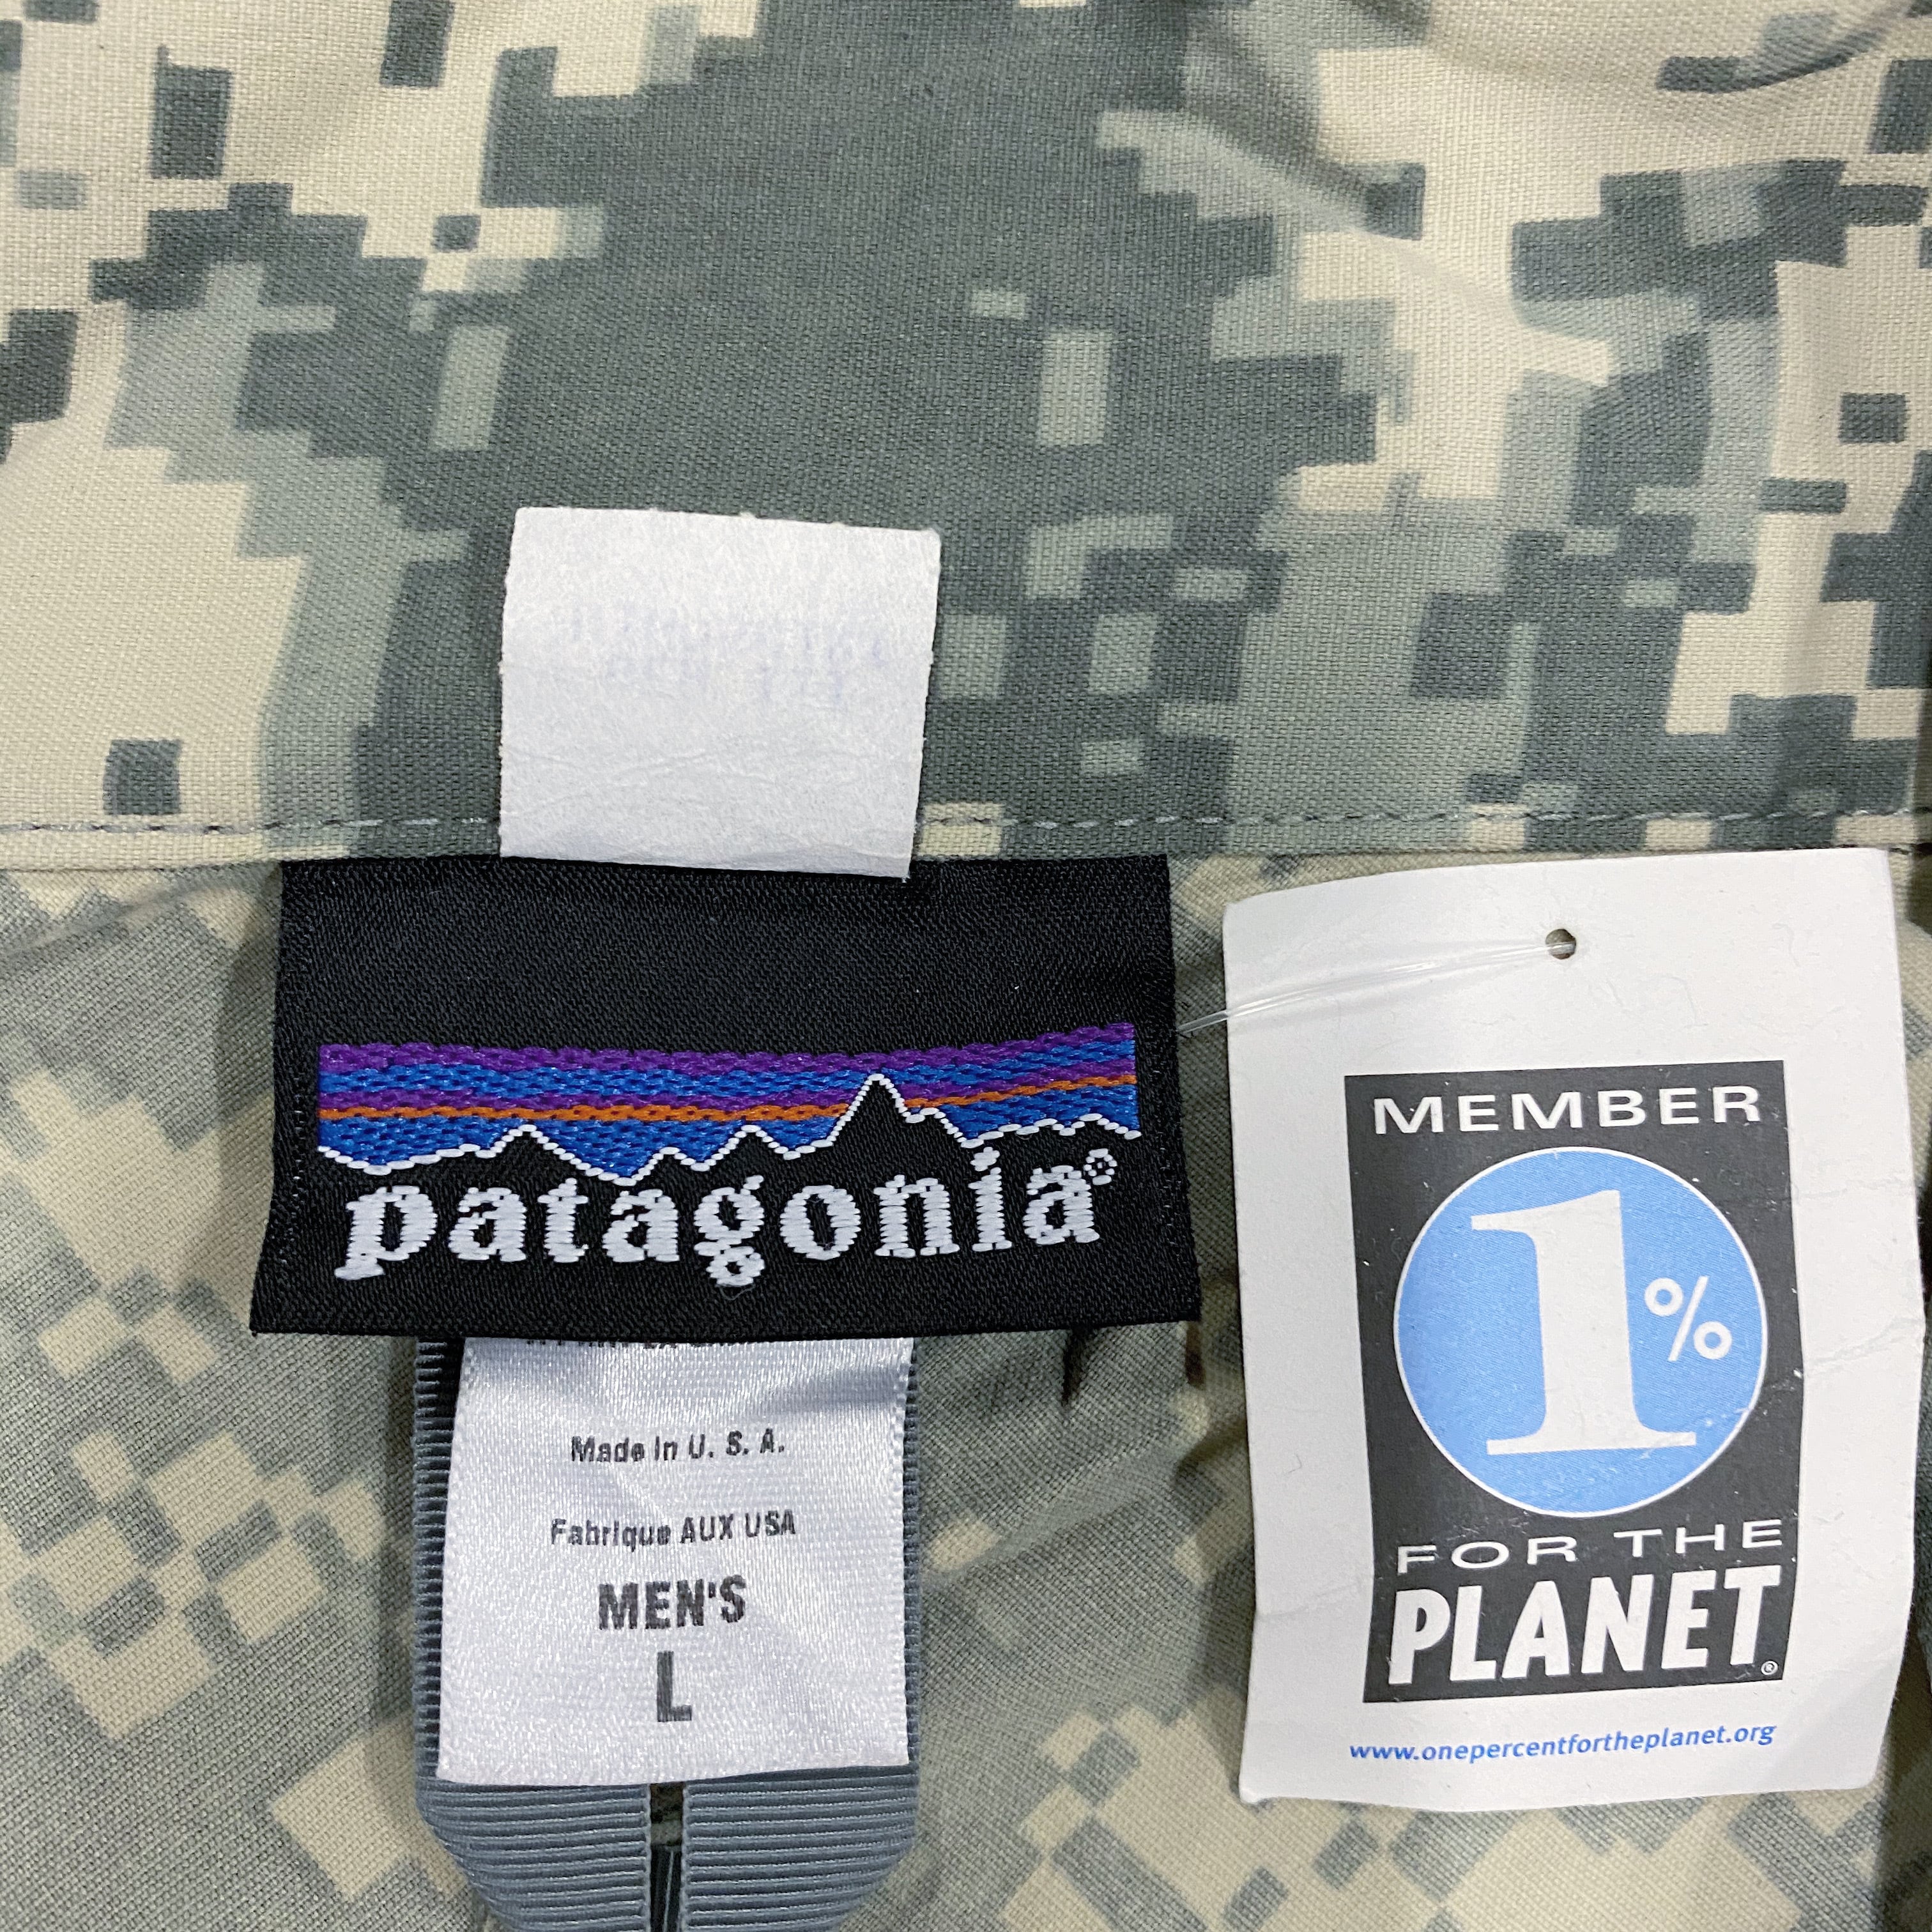 patagonia®
Made In U. S. A.
Fabrique AUX USA
MEN'S
L
MEMBER
1%
FOR THE
PLANET®
www.onepercentfortheplanet.org